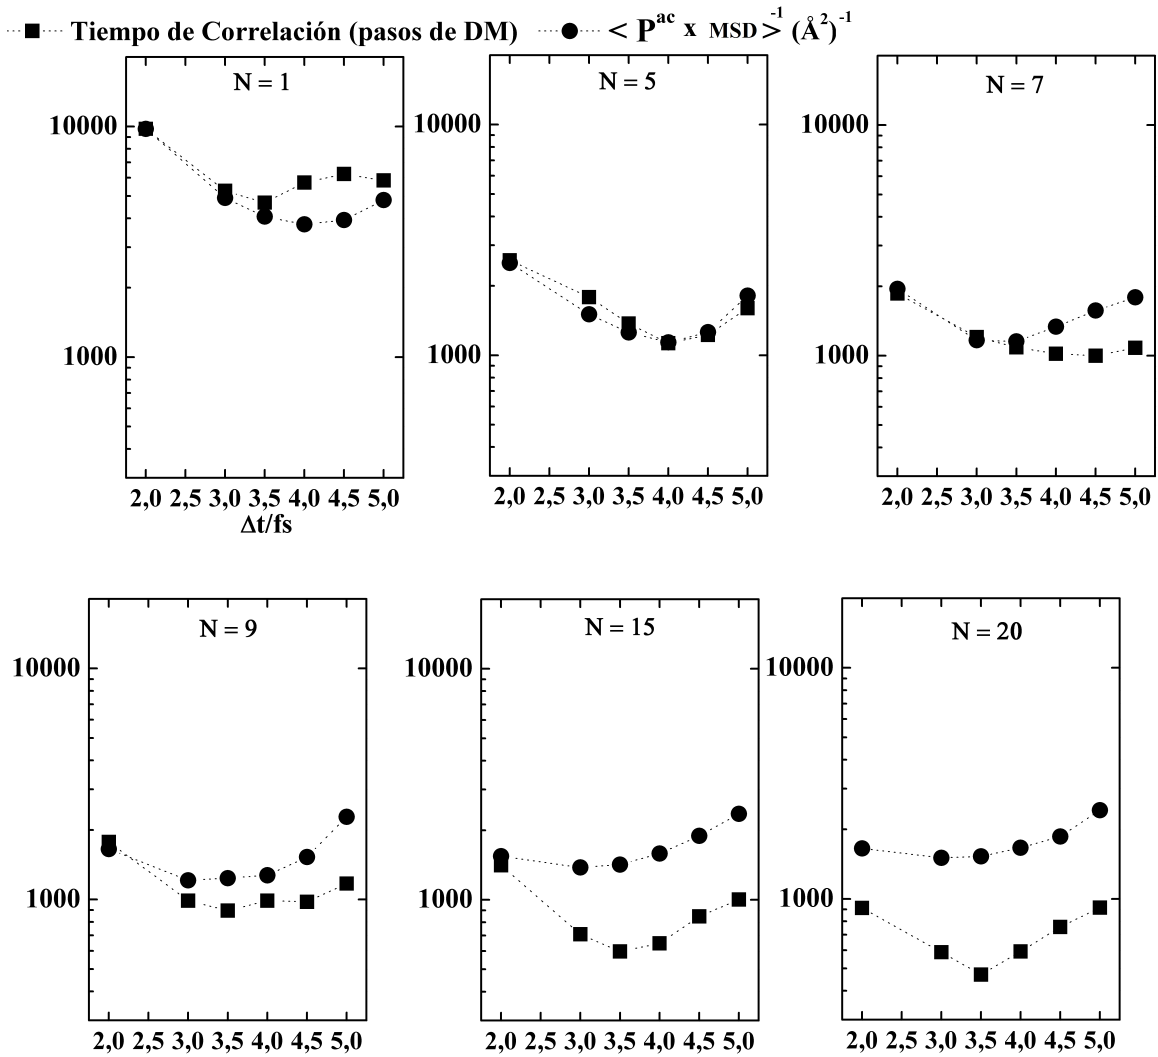 Tiempo de Correlación (pasos de DM) < P^ac x MSD >^-1 (Å^2)^-1
N = 1 N = 5 N = 7
10000 10000 10000
1000 1000 1000
2,0 2,5 3,0 3,5 4,0 4,5 5,0 2,0 2,5 3,0 3,5 4,0 4,5 5,0 2,0 2,5 3,0 3,5 4,0 4,5 5,0
Δt/fs
N = 9 N = 15 N = 20
10000 10000 10000
1000 1000 1000
2,0 2,5 3,0 3,5 4,0 4,5 5,0 2,0 2,5 3,0 3,5 4,0 4,5 5,0 2,0 2,5 3,0 3,5 4,0 4,5 5,0